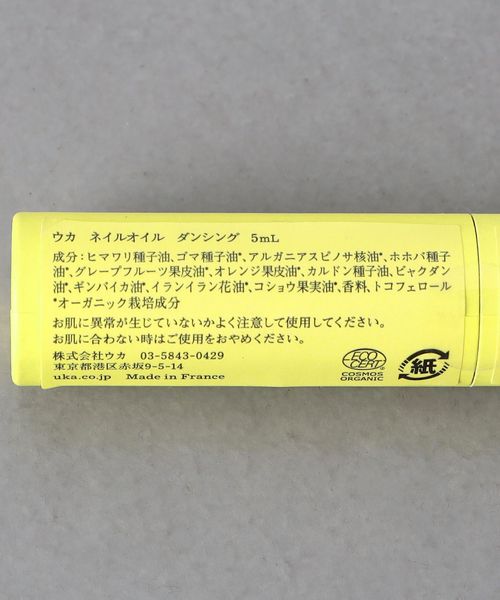 ウカ　ネイルオイル　ダンシング　5mL
成分：ヒマワリ種子油、ゴマ種子油*、アルガニアスピノサ核油*、ホホバ種子
油*、グレープフルーツ果皮油*、オレンジ果皮油*、カルドン種子油、ビャクダン
油*、ギンバイカ油*、イランイラン花油*、コショウ果実油*、香料、トコフェロール
*オーガニック栽培成分
お肌に異常が生じていないかよく注意して使用してください。
お肌に合わない時はご使用をおやめください。
株式会社ウカ　03-5843-0429
東京都港区赤坂9-5-14
uka.co.jp　Made in France
ECO
CERT
COSMOS
ORGANIC
紙